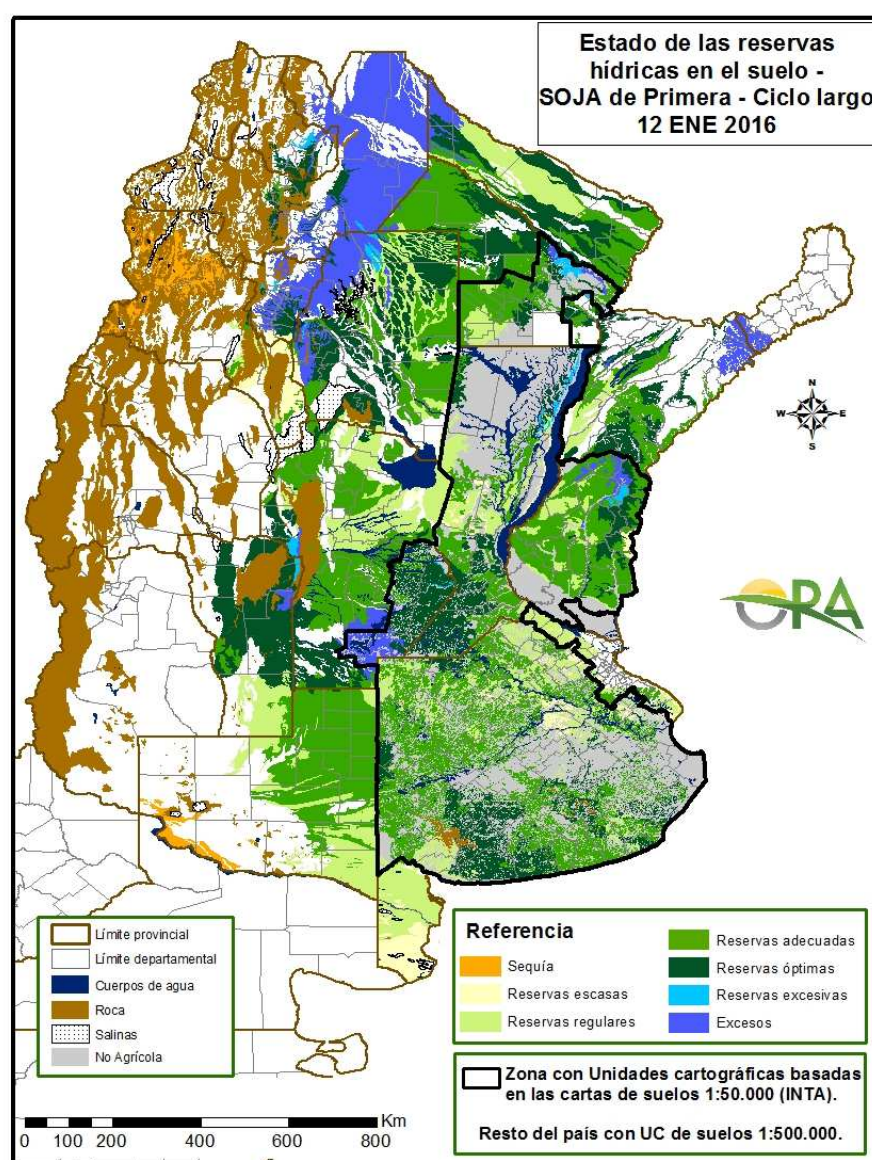 Estado de las reservas
hídricas en el suelo -
SOJA de Primera - Ciclo largo
12 ENE 2016
N
W
E
S
ORA
Límite provincial
Límite departamental
Cuerpos de agua
Roca
Salinas
No Agrícola
Referencia
Sequía
Reservas escasas
Reservas regulares
Reservas adecuadas
Reservas óptimas
Reservas excesivas
Excesos
Zona con Unidades cartográficas basadas
en las cartas de suelos 1:50.000 (INTA).
Resto del país con UC de suelos 1:500.000.
Km
0 50 100 200 400 600 800